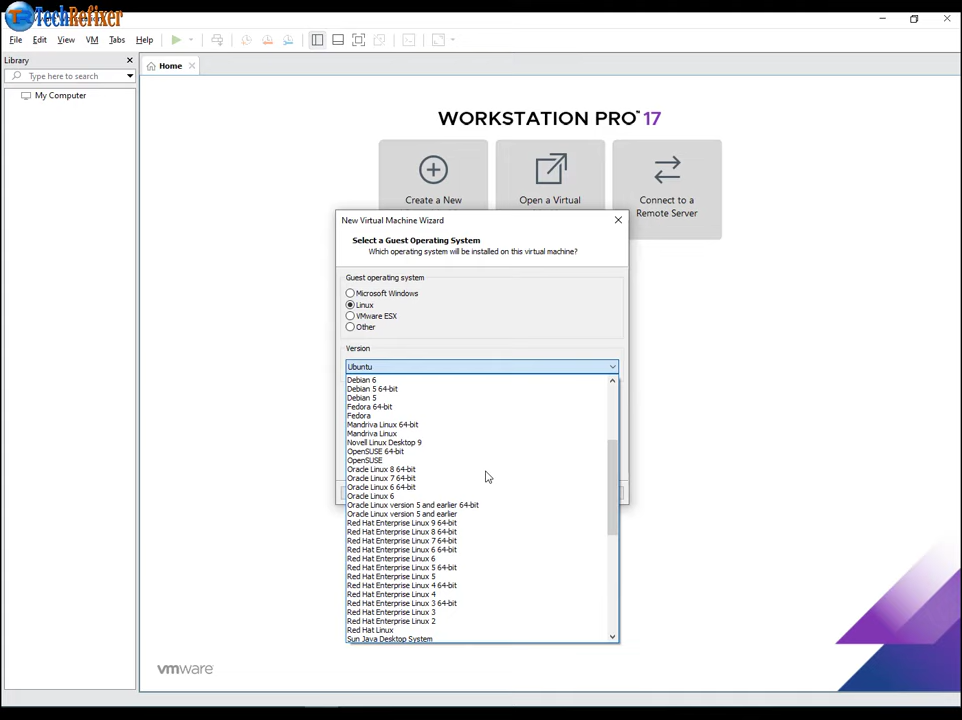 TechRefixer
File Edit View VM Tabs Help
Library
Type here to search
My Computer
Home
WORKSTATION PRO™ 17
Create a New
Open a Virtual
Connect to a
Remote Server
New Virtual Machine Wizard
Select a Guest Operating System
Which operating system will be installed on this virtual machine?
Guest operating system
Microsoft Windows
Linux
VMware ESX
Other
Version
Ubuntu
Debian 6
Debian 5 64-bit
Debian 5
Fedora 64-bit
Fedora
Mandriva Linux 64-bit
Mandriva Linux
Novell Linux Desktop 9
OpenSUSE 64-bit
OpenSUSE
Oracle Linux 8 64-bit
Oracle Linux 7 64-bit
Oracle Linux 6 64-bit
Oracle Linux 6
Oracle Linux version 5 and earlier 64-bit
Oracle Linux version 5 and earlier
Red Hat Enterprise Linux 9 64-bit
Red Hat Enterprise Linux 8 64-bit
Red Hat Enterprise Linux 7 64-bit
Red Hat Enterprise Linux 6 64-bit
Red Hat Enterprise Linux 6
Red Hat Enterprise Linux 5 64-bit
Red Hat Enterprise Linux 5
Red Hat Enterprise Linux 4 64-bit
Red Hat Enterprise Linux 4
Red Hat Enterprise Linux 3 64-bit
Red Hat Enterprise Linux 3
Red Hat Enterprise Linux 2
Red Hat Linux
Sun Java Desktop System
vmware